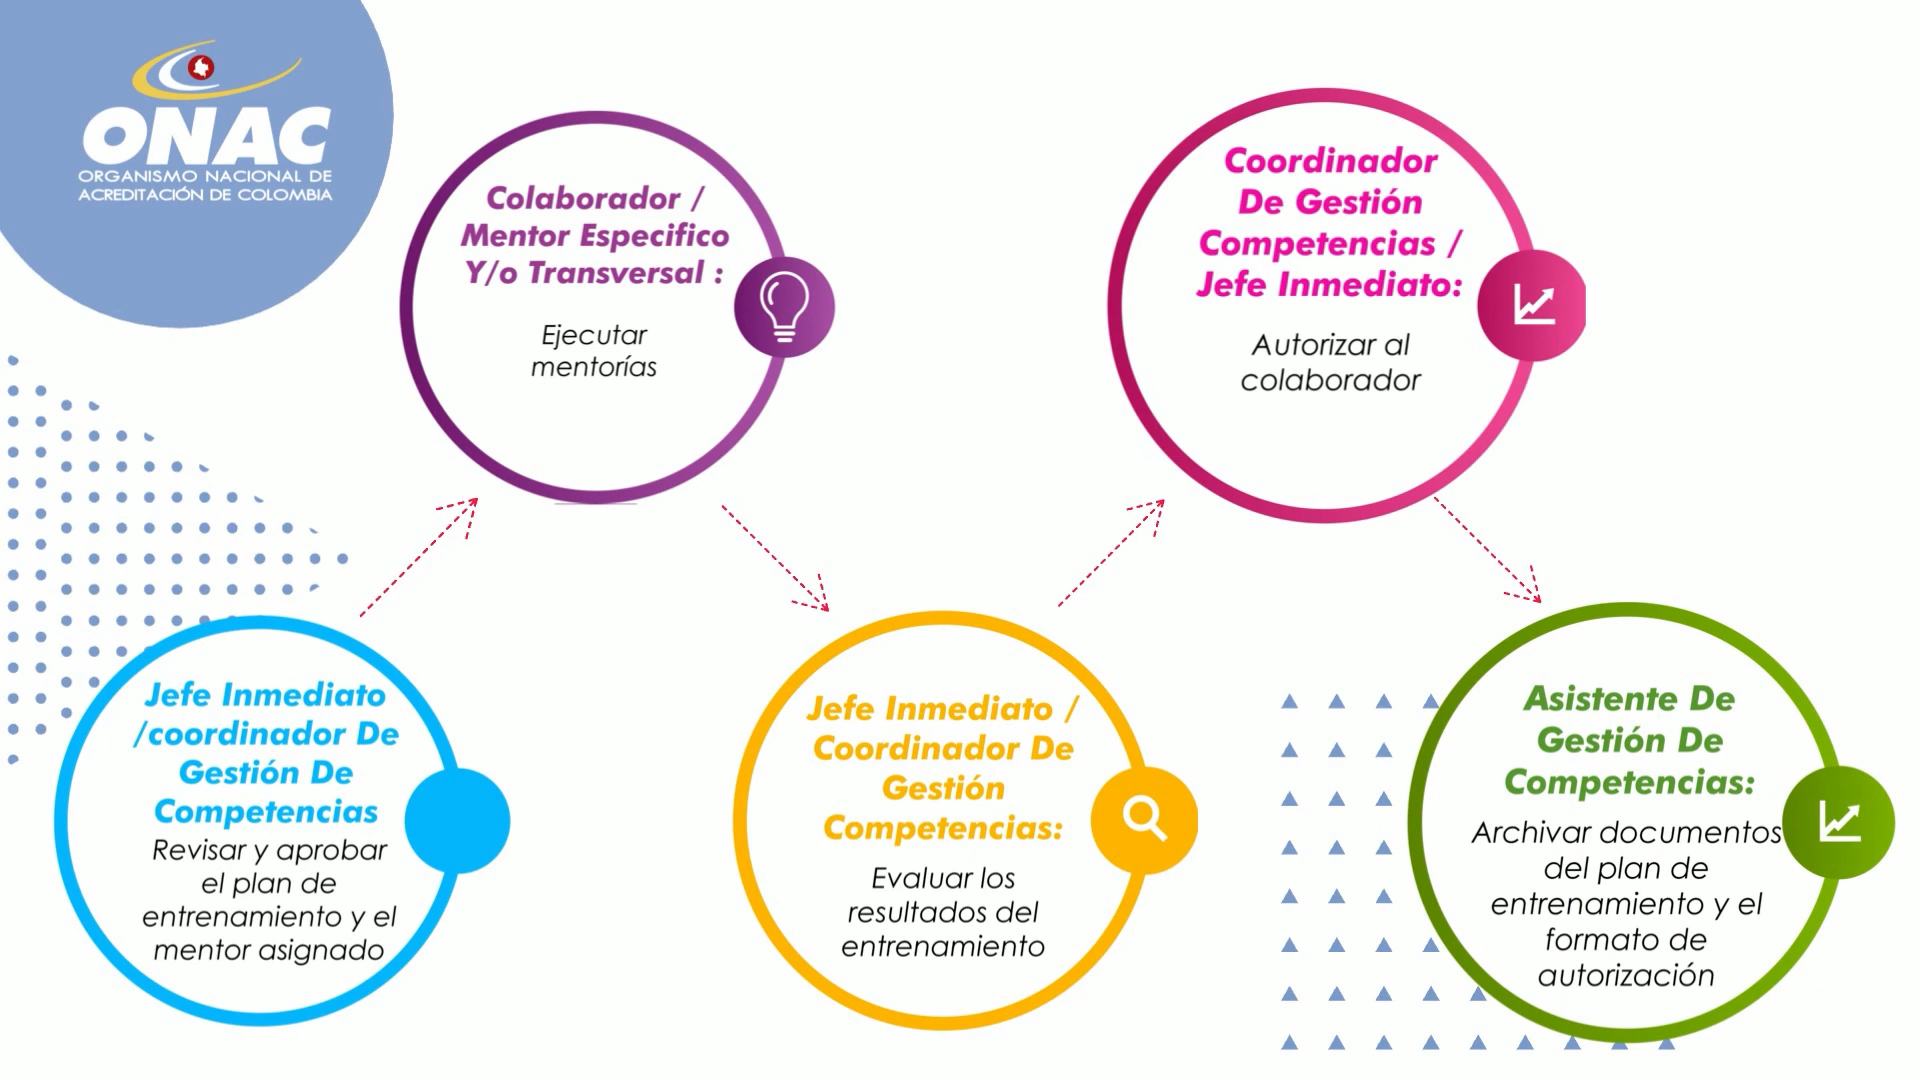 ONAC
ORGANISMO NACIONAL DE
ACREDITACIÓN DE COLOMBIA
Jefe Inmediato
/coordinador De
Gestión De
Competencias
Revisar y aprobar
el plan de
entrenamiento y el
mentor asignado
Colaborador /
Mentor Especifico
Y/o Transversal :
Ejecutar
mentorías
Jefe Inmediato /
Coordinador De
Gestión
Competencias:
Evaluar los
resultados del
entrenamiento
Coordinador
De Gestión
Competencias /
Jefe Inmediato:
Autorizar al
colaborador
Asistente De
Gestión De
Competencias:
Archivar documentos
del plan de
entrenamiento y el
formato de
autorización